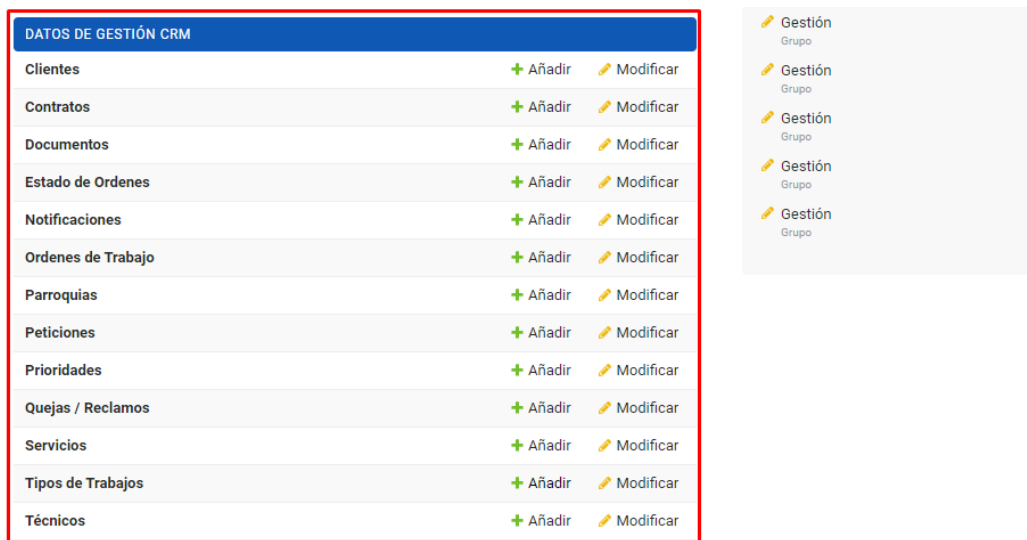 DATOS DE GESTIÓN CRM
Clientes Añadir Modificar
Contratos Añadir Modificar
Documentos Añadir Modificar
Estado de Ordenes Añadir Modificar
Notificaciones Añadir Modificar
Ordenes de Trabajo Añadir Modificar
Parroquias Añadir Modificar
Peticiones Añadir Modificar
Prioridades Añadir Modificar
Quejas / Reclamos Añadir Modificar
Servicios Añadir Modificar
Tipos de Trabajos Añadir Modificar
Técnicos Añadir Modificar
Gestión
Grupo
Gestión
Grupo
Gestión
Grupo
Gestión
Grupo
Gestión
Grupo